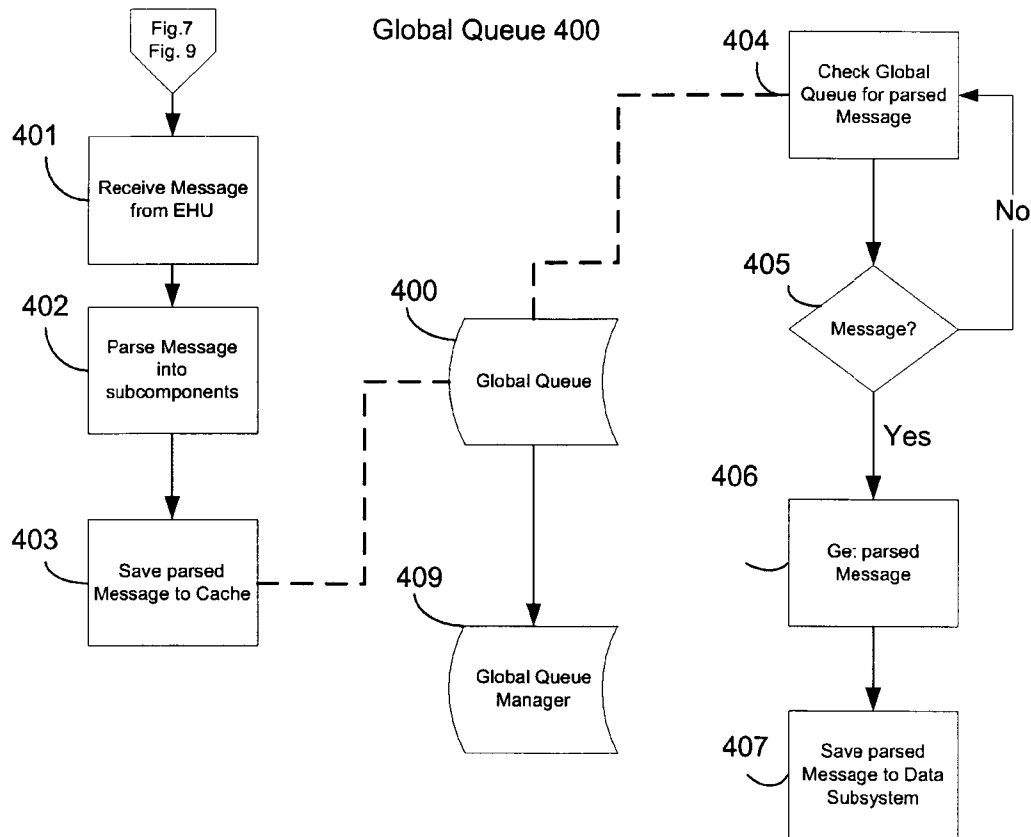 Fig.7
Fig. 9
Global Queue 400
401
Receive Message
from EHU
402
Parse Message
into
subcomponents
403
Save parsed
Message to Cache
400
Global Queue
409
Global Queue
Manager
404
Check Global
Queue for parsed
Message
No
405
Message?
Yes
406
Ge: parsed
Message
407
Save parsed
Message to Data
Subsystem